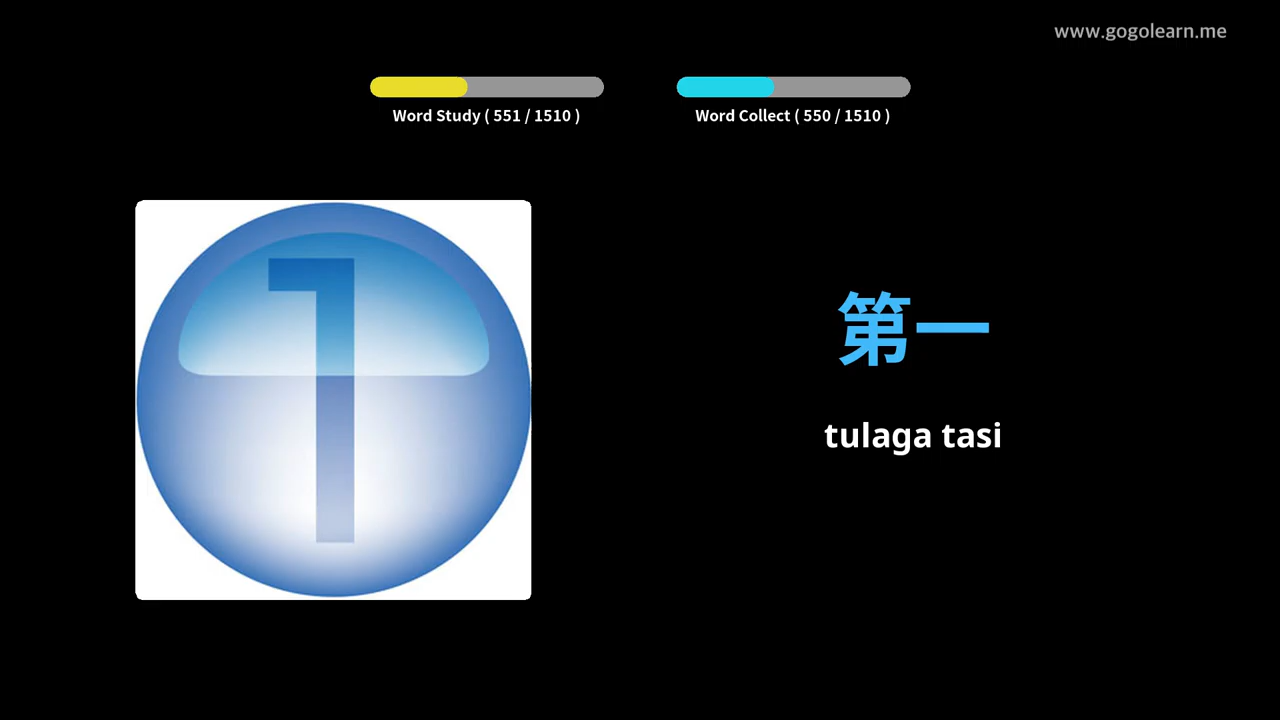 www.gogolearn.me
Word Study ( 551 / 1510 )
Word Collect ( 550 / 1510 )
1
第一
tulaga tasi